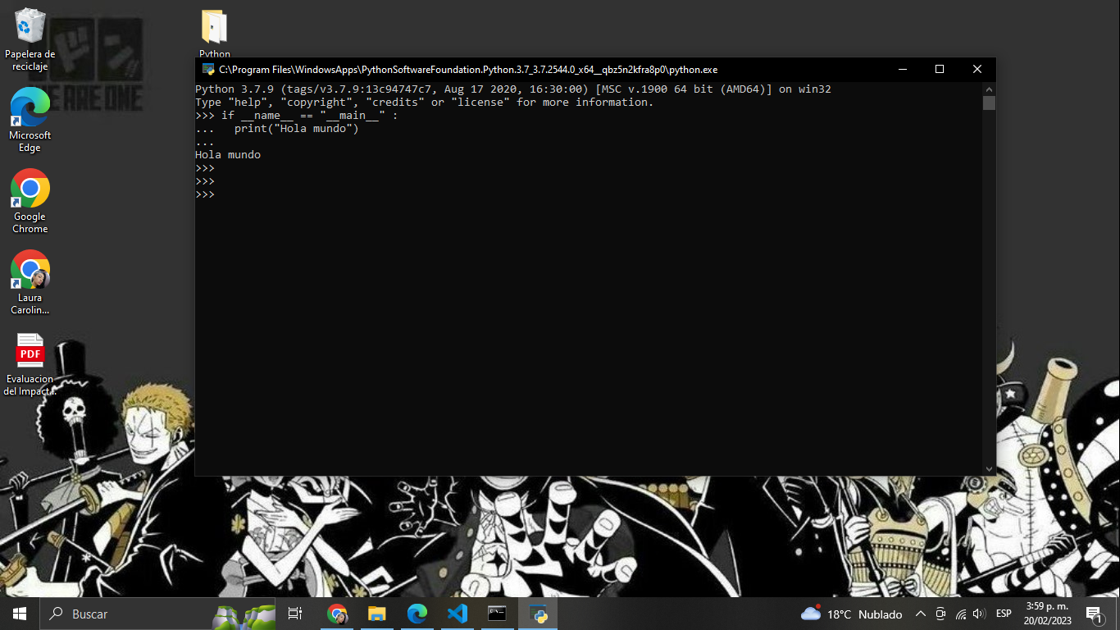 Papelera de
reciclaje
Python
ARE ONE
C:\Program Files\WindowsApps\PythonSoftwareFoundation.Python.3.7_3.7.2544.0_x64__qbz5n2kfra8p0\python.exe
Python 3.7.9 (tags/v3.7.9:13c94747c7, Aug 17 2020, 16:30:00) [MSC v.1900 64 bit (AMD64)] on win32
Type "help", "copyright", "credits" or "license" for more information.
>>> if __name__ == "__main__" :
...   print("Hola mundo")
...
Hola mundo
>>>
>>>
>>>
Microsoft
Edge
Google
Chrome
Laura
Carolin...
PDF
Evaluacion
del Impacta...
Buscar
18°C Nublado
ESP
3:59 p. m.
20/02/2023
1